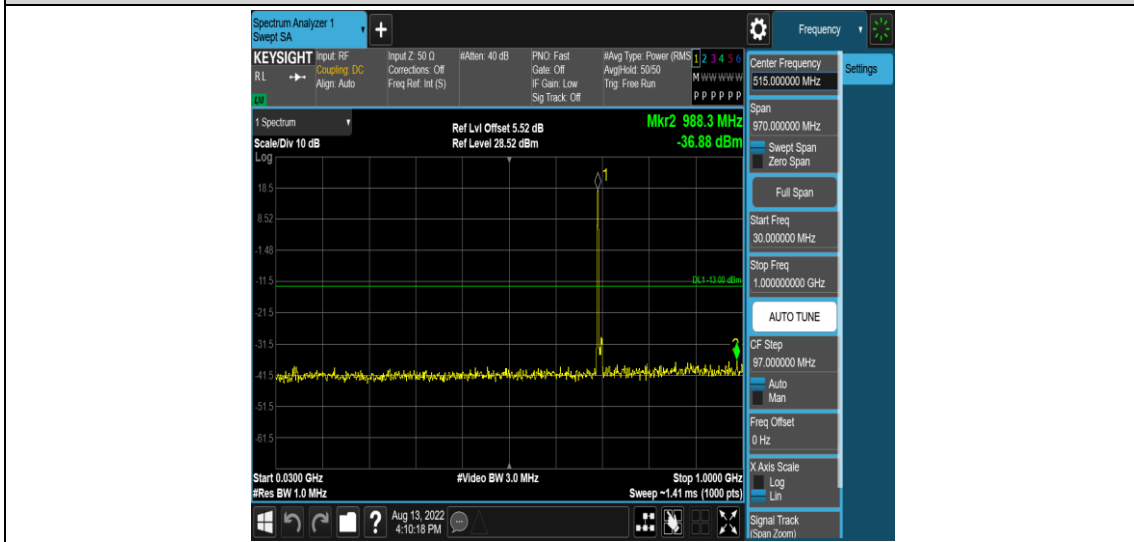 Spectrum Analyzer 1
Swept SA
+
Frequency
KEYSIGHT
RL
Input: RF
Coupling: DC
Align: Auto
Input Z: 50 Ω
Corrections: Off
Freq Ref: Int (S)
#Atten: 40 dB
PNO: Fast
Gate: Off
IF Gain: Low
Sig Track: Off
#Avg Type: Power (RMS
Avg|Hold: 50/50
Trig: Free Run
1 2 3 4 5 6
M W W W W W
P P P P P P
1 Spectrum
Scale/Div 10 dB
Log
Ref Lvl Offset 5.52 dB
Ref Level 28.52 dBm
Mkr2 988.3 MHz
-36.88 dBm
1
18.5
8.52
-1.48
-11.5
DL1 -13.00 dBm
-21.5
-31.5
-41.5
-51.5
-61.5
Start 0.0300 GHz
#Res BW 1.0 MHz
#Video BW 3.0 MHz
Stop 1.0000 GHz
Sweep ~1.41 ms (1000 pts)
Center Frequency
515.000000 MHz
Settings
Span
970.000000 MHz
Swept Span
Zero Span
Full Span
Start Freq
30.000000 MHz
Stop Freq
1.000000000 GHz
AUTO TUNE
CF Step
97.000000 MHz
Auto
Man
Freq Offset
0 Hz
X Axis Scale
Log
Lin
Signal Track
(Span Zoom)
?
Aug 13, 2022
4:10:18 PM